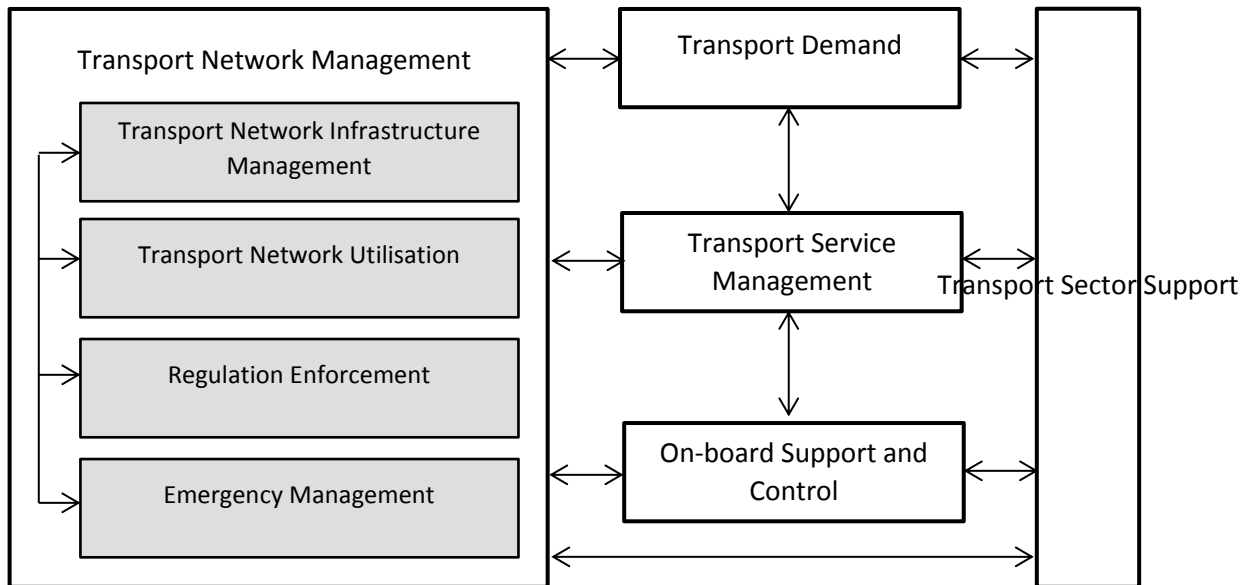 Transport Network Management
Transport Network Infrastructure
Management
Transport Network Utilisation
Regulation Enforcement
Emergency Management
Transport Demand
Transport Service
Management
On-board Support and
Control
Transport Sector Support